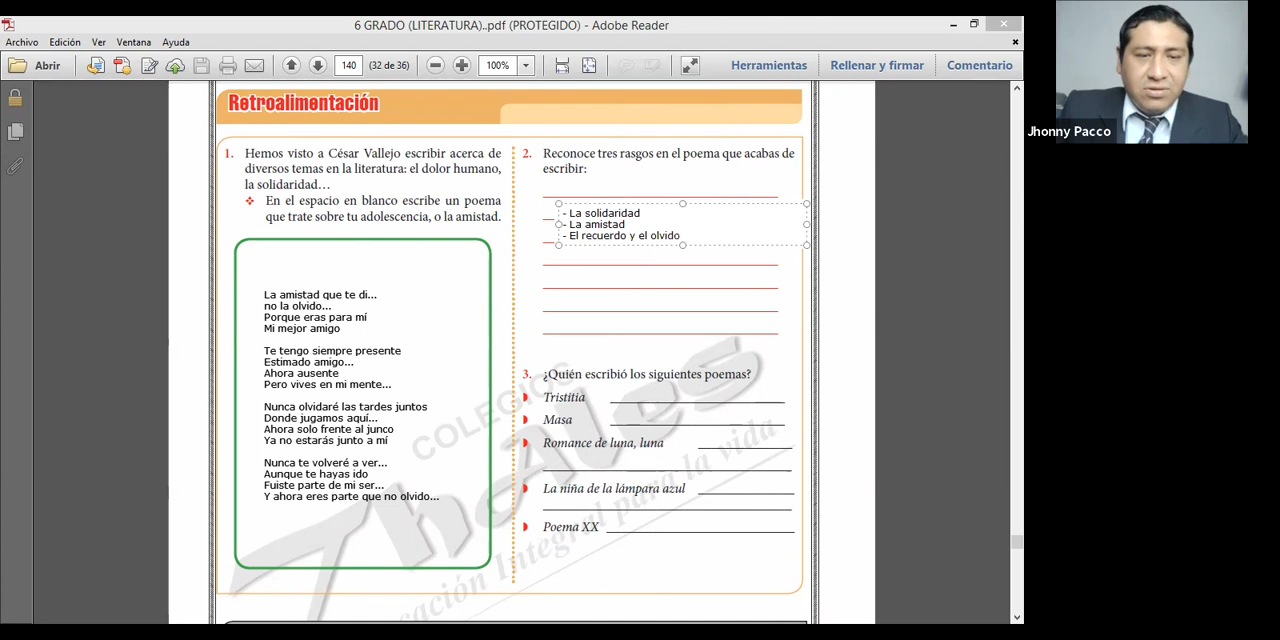 6 GRADO (LITERATURA)..pdf (PROTEGIDO) - Adobe Reader
Archivo Edición Ver Ventana Ayuda
Abrir 140 (32 de 36) 100% Herramientas Rellenar y firmar Comentario
Jhonny Pacco
Retroalimentación
1. Hemos visto a César Vallejo escribir acerca de
diversos temas en la literatura: el dolor humano,
la solidaridad…
❖ En el espacio en blanco escribe un poema
que trate sobre tu adolescencia, o la amistad.
La amistad que te di...
no la olvido...
Porque eras para mí
Mi mejor amigo
Te tengo siempre presente
Estimado amigo...
Ahora ausente
Pero vives en mi mente...
Nunca olvidaré las tardes juntos
Donde jugamos aquí...
Ahora solo frente al junco
Ya no estarás junto a mí
Nunca te volveré a ver...
Aunque te hayas ido
Fuiste parte de mi ser...
Y ahora eres parte que no olvido...
2. Reconoce tres rasgos en el poema que acabas de
escribir:
- La solidaridad
- La amistad
- El recuerdo y el olvido
3. ¿Quién escribió los siguientes poemas?
Tristitia
Masa
Romance de luna, luna
La niña de la lámpara azul
Poema XX
COLEGIOS
Thales
cación Integral para la vida